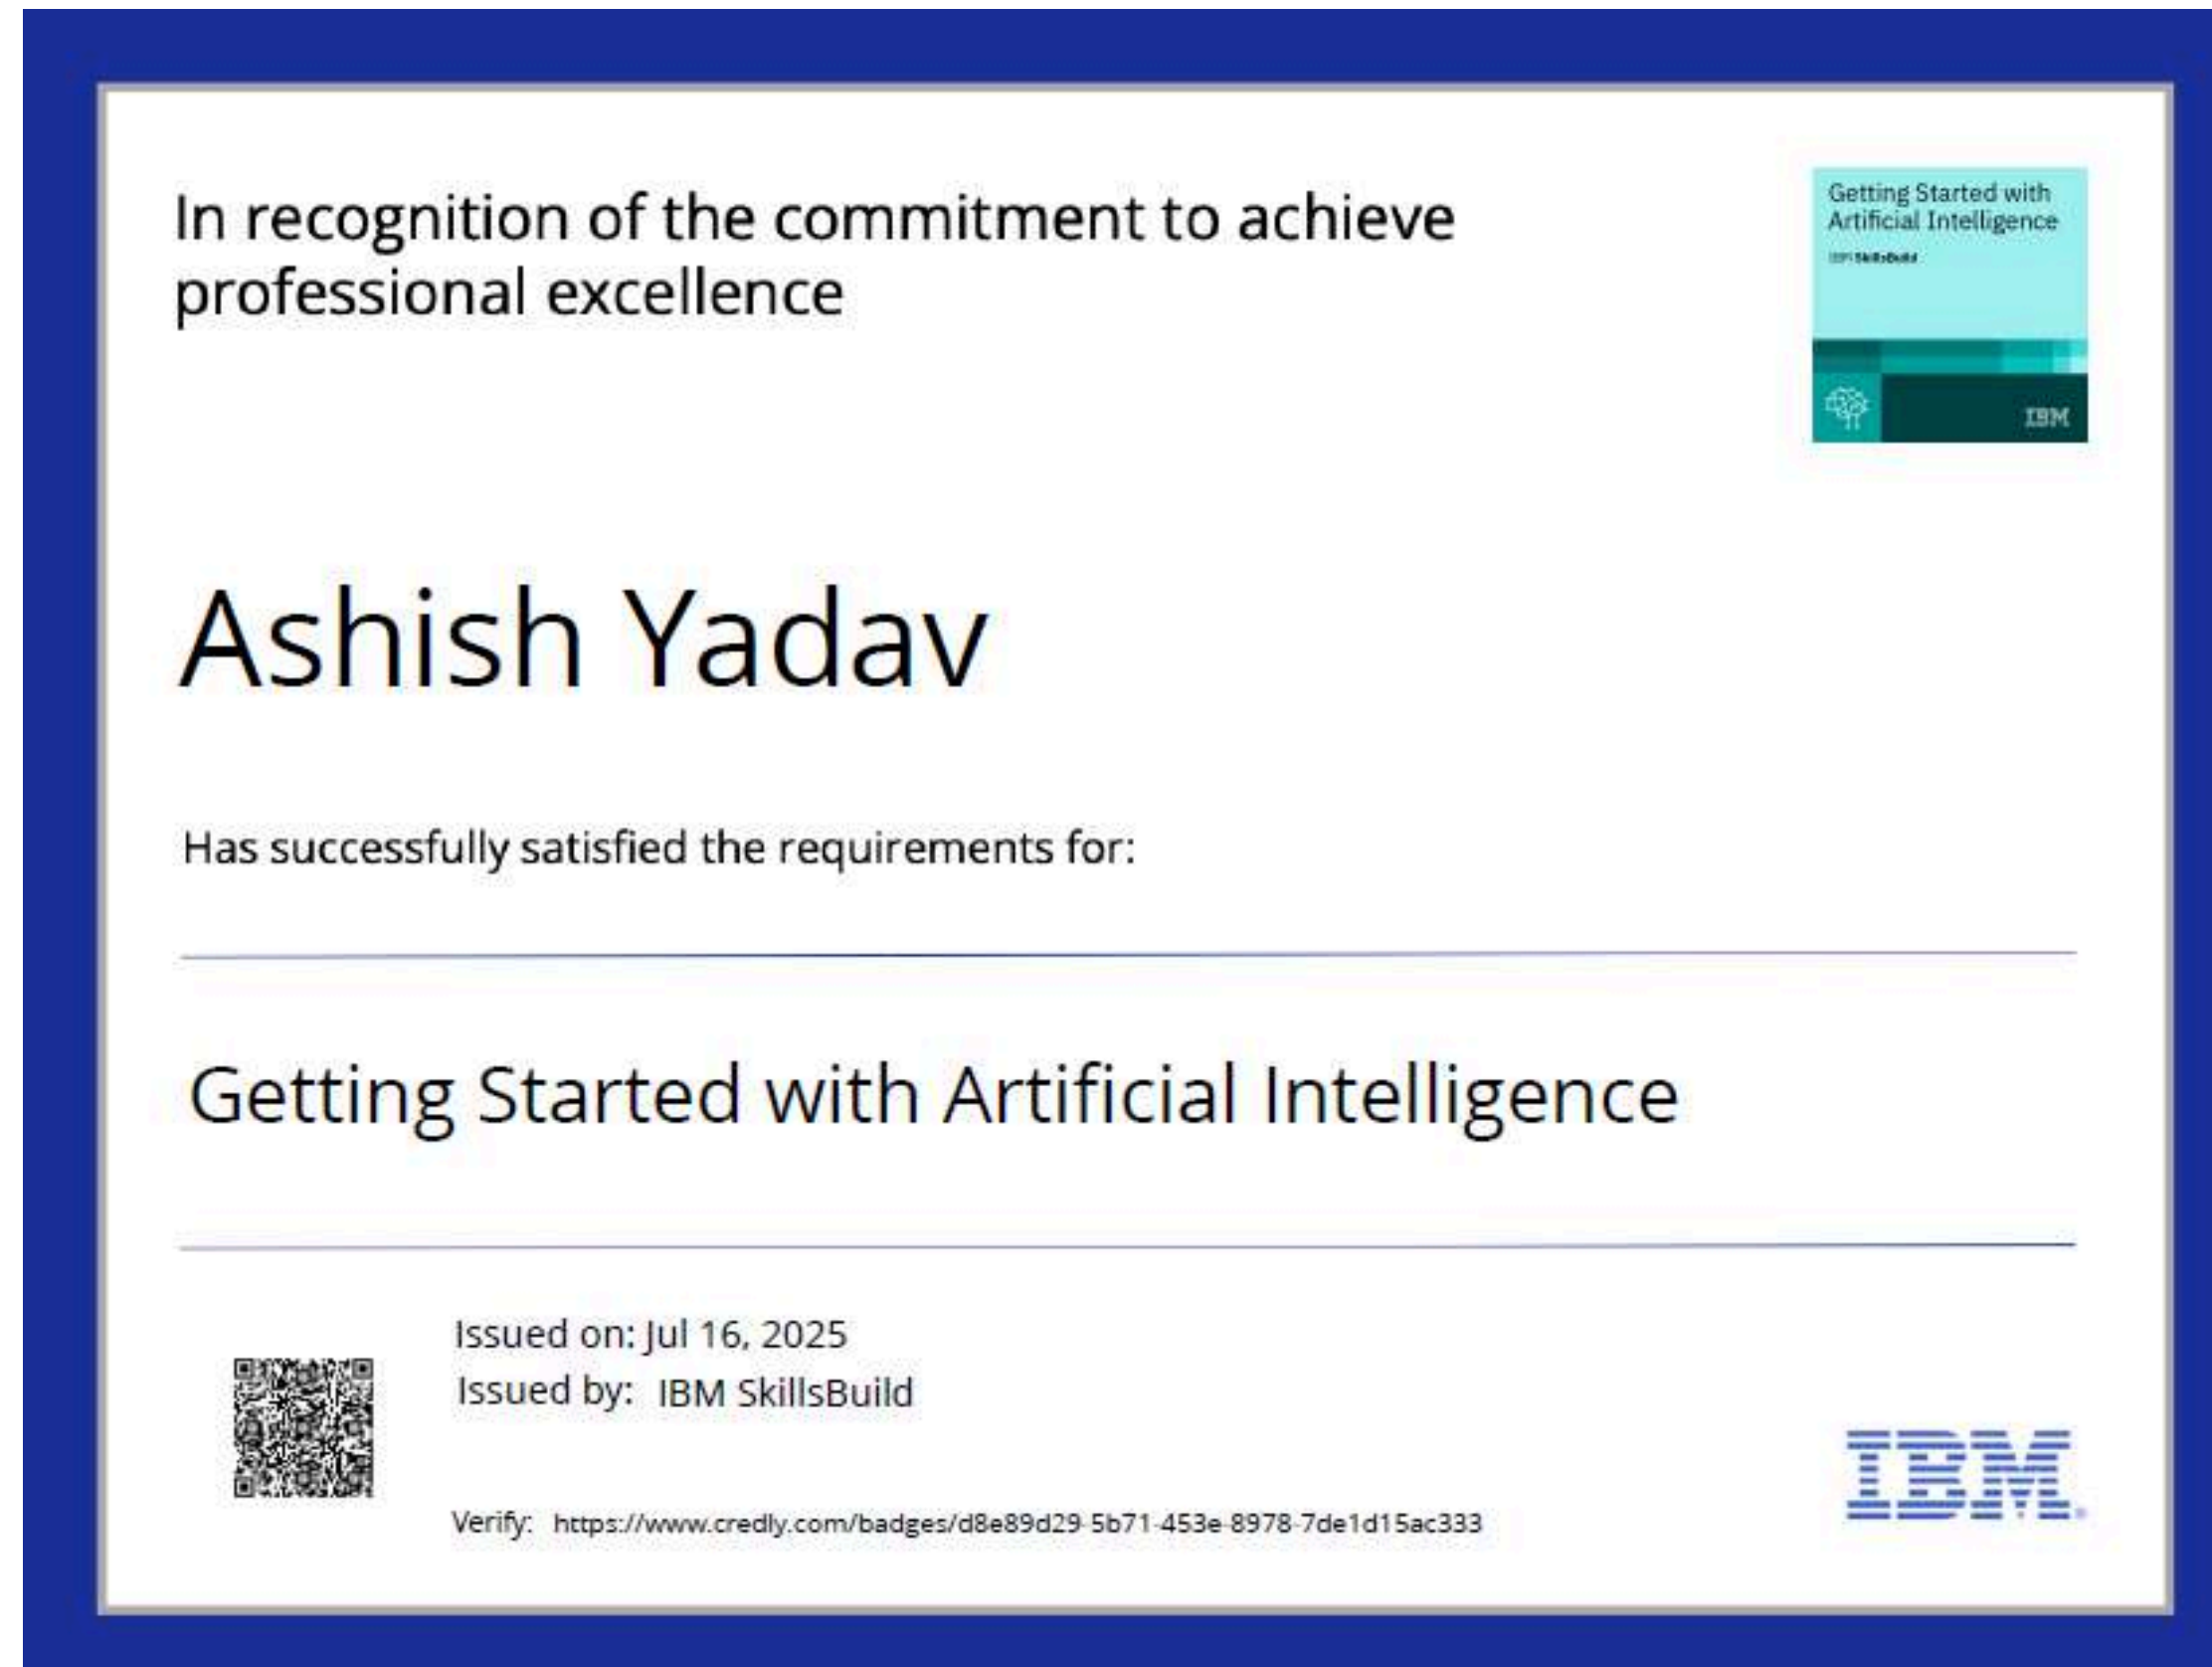 In recognition of the commitment to achieve
professional excellence
Getting Started with
Artificial Intelligence
IBM SkillsBuild
IBM
Ashish Yadav
Has successfully satisfied the requirements for:
Getting Started with Artificial Intelligence
Issued on: Jul 16, 2025
Issued by: IBM SkillsBuild
Verify: https://www.credly.com/badges/d8e89d29-5b71-453e-8978-7de1d15ac333
IBM